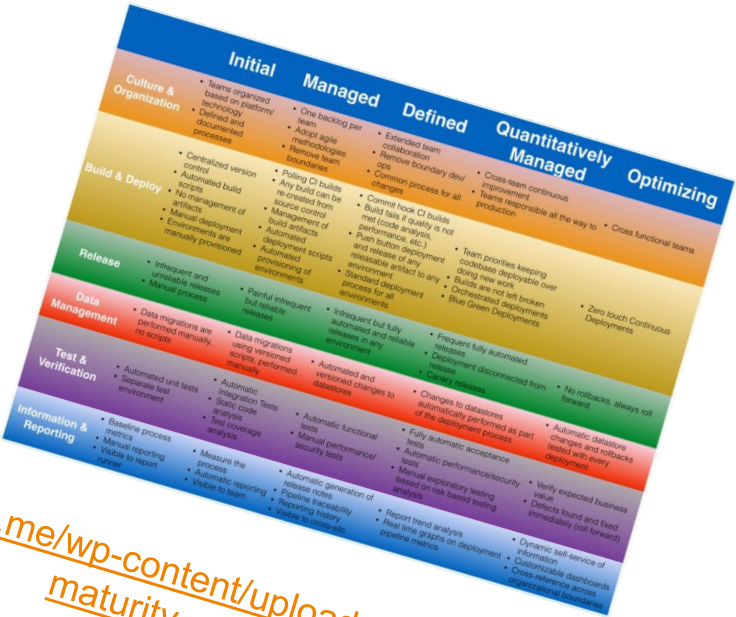 Initial
Managed
Defined
Quantitatively
Managed
Optimizing
Culture &
Organization
• Teams organized
based on platform/
technology
• Defined and
documented
processes
• One backlog per
team
• Adopt agile
methodologies
• Remove team
boundaries
• Extended team
collaboration
• Remove boundary dev/
ops
• Common process for all
changes
• Cross-team continuous
improvement
• Teams responsible all the way to
production
• Cross functional teams
Build & Deploy
• Centralized version
control
• Automated build
scripts
• No management of
artifacts
• Manual deployment
• Environments are
manually provisioned
• Polling CI builds
• Any build can be
re-created from
source control
• Management of
build artifacts
• Automated
deployment scripts
• Automated
provisioning of
environments
• Commit hook CI builds
• Build fails if quality is not
met (code analysis,
performance, etc.)
• Push button deployment
and release of any
releasable artifact to any
environment
• Standard deployment
process for all
environments
• Team priorities keeping
codebase deployable over
doing new work
• Builds are not left broken
• Orchestrated deployments
• Blue Green Deployments
• Zero touch Continuous
Deployments
Release
• Infrequent and
unreliable releases
• Manual process
• Painful infrequent
but reliable
releases
• Infrequent but fully
automated and reliable
releases in any
environment
• Frequent fully automated
releases
• Deployment disconnected from
release
• Canary releases
• No rollbacks, always roll
forward
Data
Management
• Data migrations are
performed manually,
no scripts
• Data migrations
using versioned
scripts, performed
manually
• Automated and
versioned changes to
datastores
• Changes to datastores
automatically performed as part
of the deployment process
• Automatic datastore
changes and rollbacks
tested with every
deployment
Test &
Verification
• Automated unit tests
• Separate test
environment
• Automatic
Integration Tests
• Static code
analysis
• Test coverage
analysis
• Automatic functional
tests
• Manual performance/
security tests
• Fully automatic acceptance
tests
• Automatic performance/security
tests
• Manual exploratory testing
based on risk based testing
analysis
• Verify expected business
value
• Defects found and fixed
immediately (roll forward)
Information &
Reporting
• Baseline process
metrics
• Manual reporting
• Visible to report
runner
• Measure the
process
• Automatic reporting
• Visible to team
• Automatic generation of
release notes
• Pipeline traceability
• Reporting history
• Visible to cross-silo
• Report trend analysis
• Real time graphs on deployment
pipeline metrics
• Dynamic self-service of
information
• Customizable dashboards
• Cross-reference across
organizational boundaries
.me/wp-content/upload
maturity